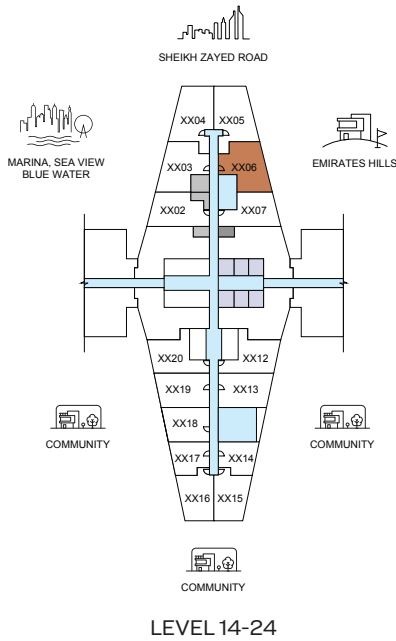 SHEIKH ZAYED ROAD
XX04 XX05
MARINA, SEA VIEW
BLUE WATER
XX03 XX06
EMIRATES HILLS
XX02 XX07
XX20 XX12
XX19 XX13
XX18
COMMUNITY
COMMUNITY
XX17 XX14
XX16 XX15
COMMUNITY
LEVEL 14-24